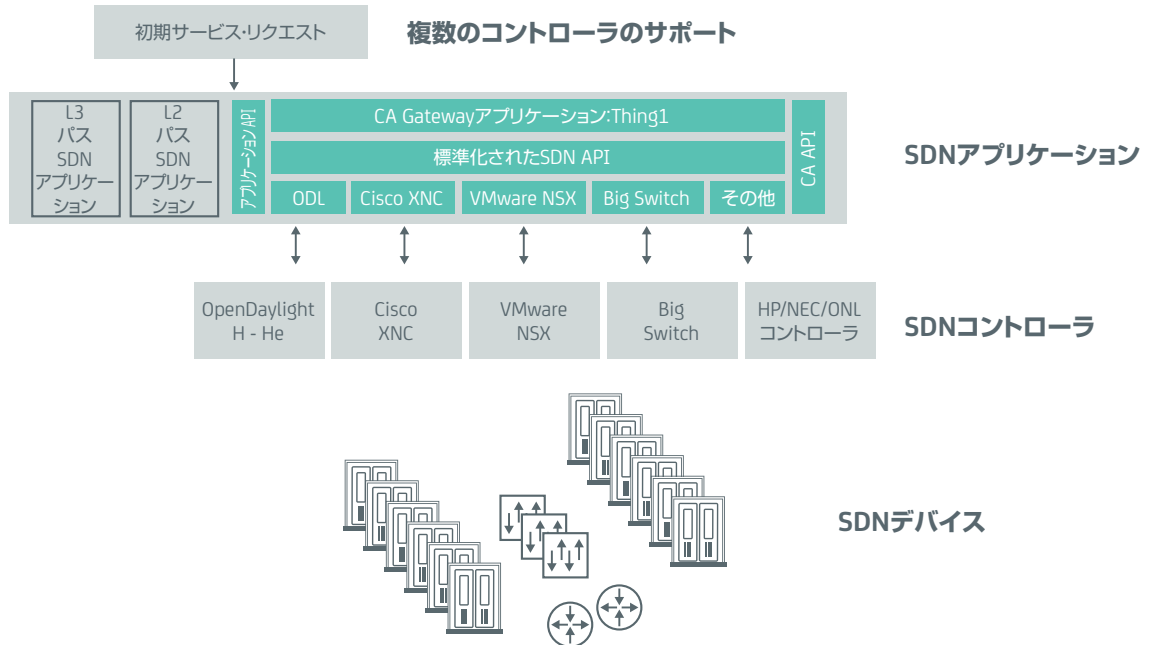 初期サービス・リクエスト
複数のコントローラのサポート
L3
パス
SDN
アプリケー
ション
L2
パス
SDN
アプリケー
ション
アプリケーションAPI
CA Gatewayアプリケーション:Thing1
標準化されたSDN API
ODL
Cisco XNC
VMware NSX
Big Switch
その他
CA API
SDNアプリケーション
OpenDaylight
H - He
Cisco
XNC
VMware
NSX
Big
Switch
HP/NEC/ONL
コントローラ
SDNコントローラ
SDNデバイス